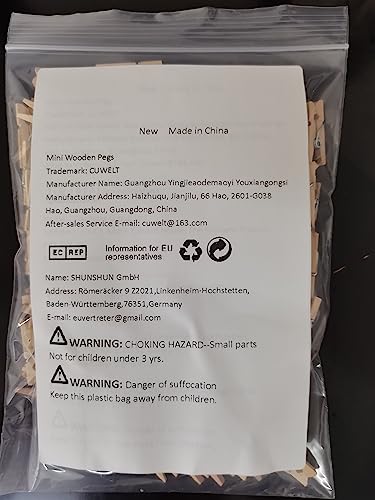 New Made in China
Mini Wooden Pegs
Trademark: CUWELT
Manufacturer Name: Guangzhou Yingjieaodemaoyi Youxiangongsi
Manufacturer Address: Haizhuqu, Jianjilu, 66 Hao, 2601-G038
Hao, Guangzhou, Guangdong, China
After-sales Service E-mail: cuwelt@163.com
EC REP Information for EU
representatives
Name: SHUNSHUN GmbH
Address: Römeräcker 9 Z2021,Linkenheim-Hochstetten,
Baden-Württemberg,76351,Germany
E-mail: euvertreter@gmail.com
WARNING: CHOKING HAZARD--Small parts
Not for children under 3 yrs.
WARNING: Danger of suffocation
Keep this plastic bag away from children.